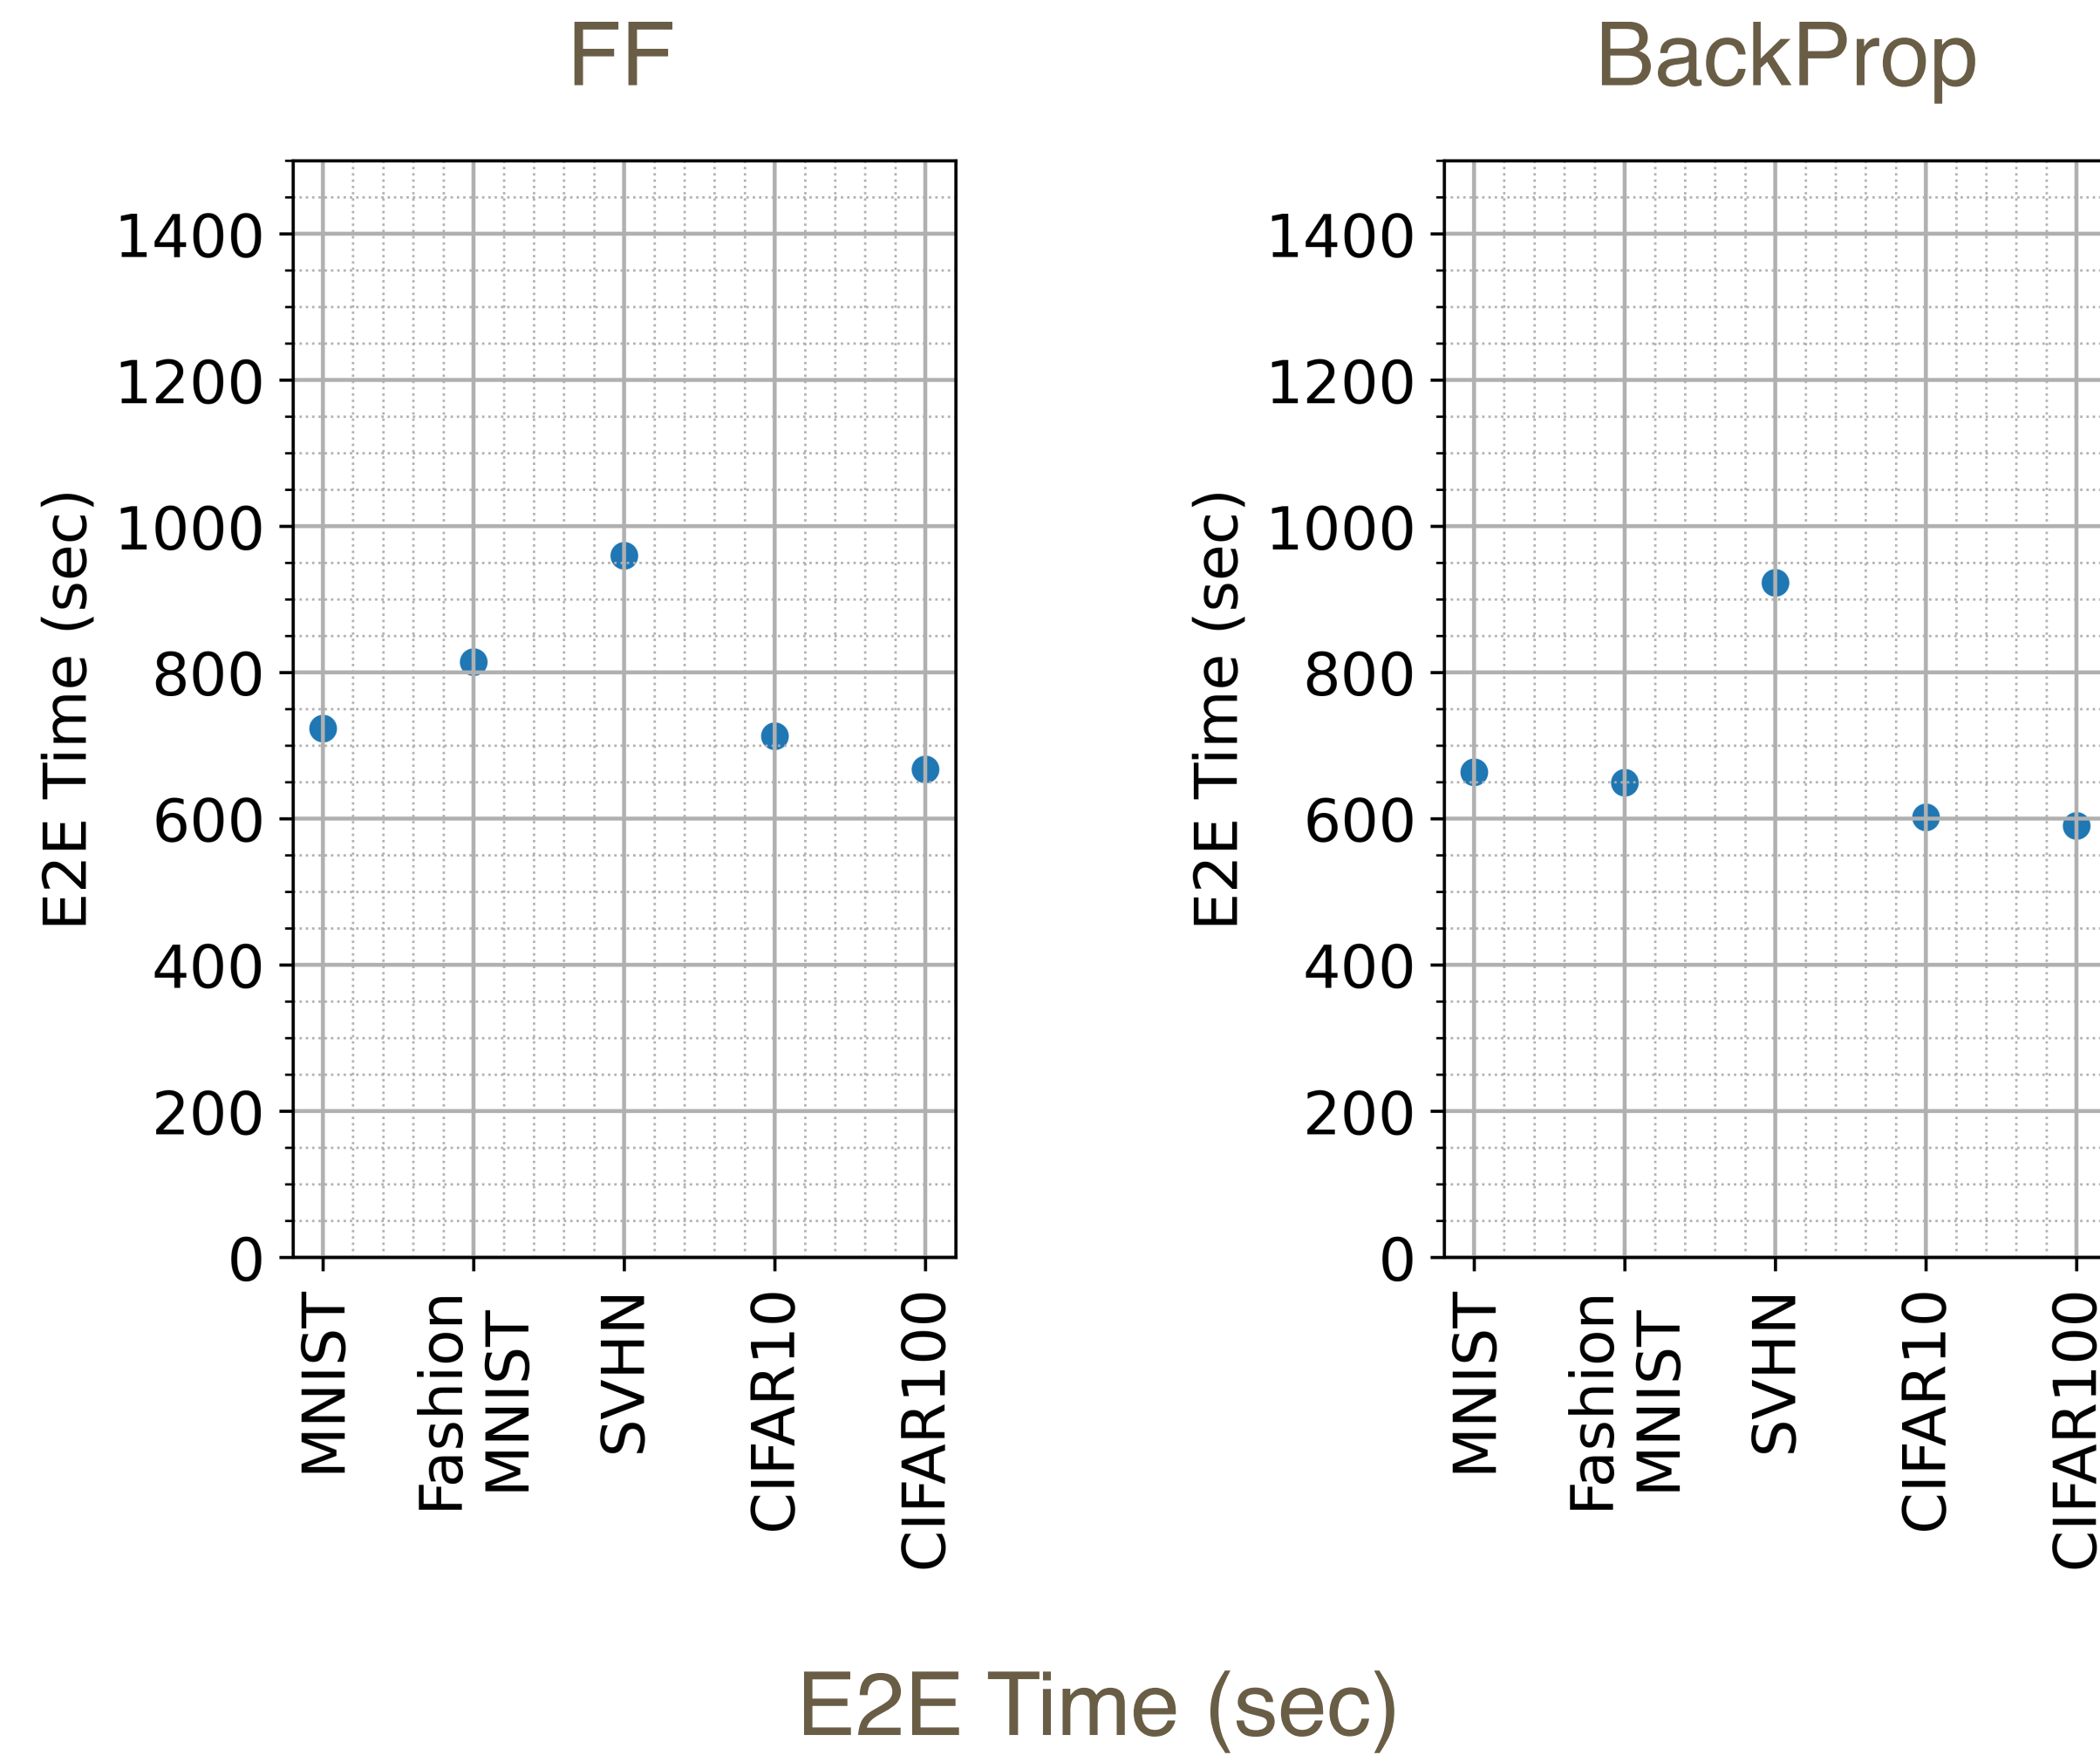 FF
BackProp
E2E Time (sec)
1400
1200
1000
800
600
400
200
0
MNIST
Fashion
MNIST
SVHN
CIFAR10
CIFAR100
E2E Time (sec)
1400
1200
1000
800
600
400
200
0
MNIST
Fashion
MNIST
SVHN
CIFAR10
CIFAR100
E2E Time (sec)